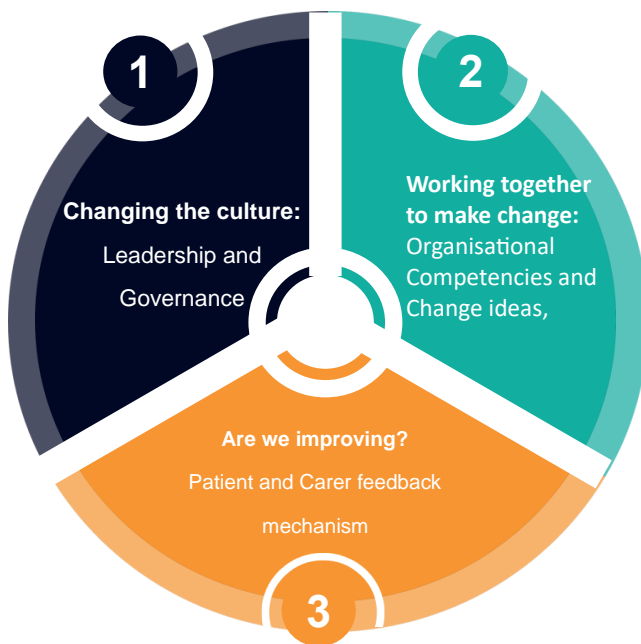 1
Changing the culture:
Leadership and
Governance
2
Working together
to make change:
Organisational
Competencies and
Change ideas,
Are we improving?
Patient and Carer feedback
mechanism
3